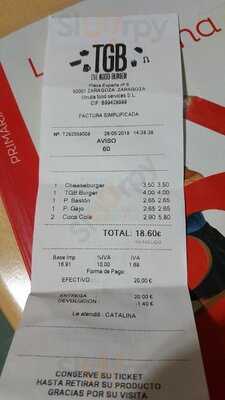 Sluurpy
TGB
THE GOOD BURGER
Plaza España nº 6
50001 ZARAGOZA ZARAGOZA
food services S.L.
FACTURA SIMPLIFICADA
28-05-2019 14:38:38
AVISO
60
1 Cheeseburger 3,50 3,50
1 TGB Burger 4,00 4,00
1 P. Bastón 2,65 2,65
1 P. Gajo 2,65 2,65
2 Coca Cola 2,90 5,80
TOTAL: 18.60€
Base Imp. %
16.91 10.00 1.69
Forma de Pago:
EFECTIVO: 20,00 €
ENTREGA 20.00 €
DEVOLUCION -1.40 €
Le atendió: CATALINA
CONSERVE SU TICKET
HASTA RETIRAR SU PRODUCTO
GRACIAS POR SU VISITA